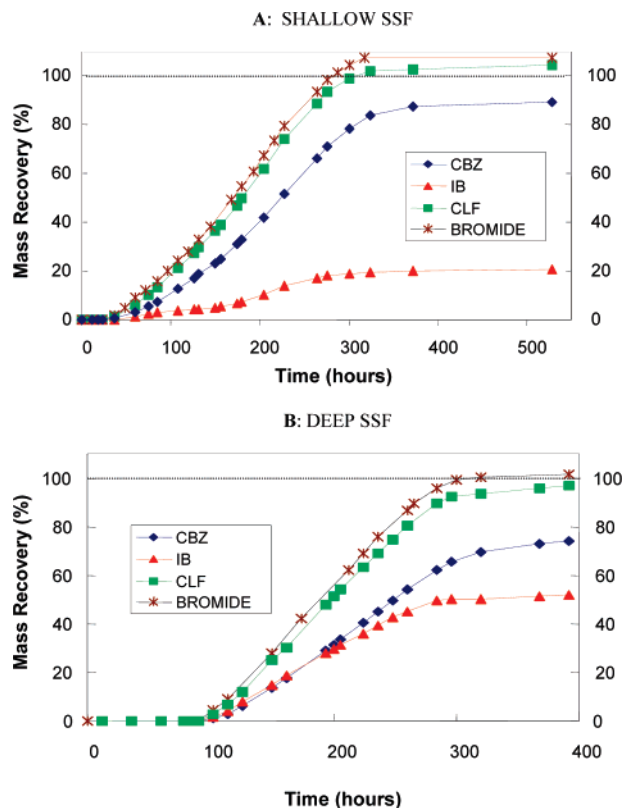 A: SHALLOW SSF
Mass Recovery (%)
100
80
60
40
20
0
100
80
60
40
20
0
CBZ
IB
CLF
BROMIDE
0 100 200 300 400 500
Time (hours)
B: DEEP SSF
Mass Recovery (%)
100
80
60
40
20
0
100
80
60
40
20
0
CBZ
IB
CLF
BROMIDE
0 100 200 300 400
Time (hours)